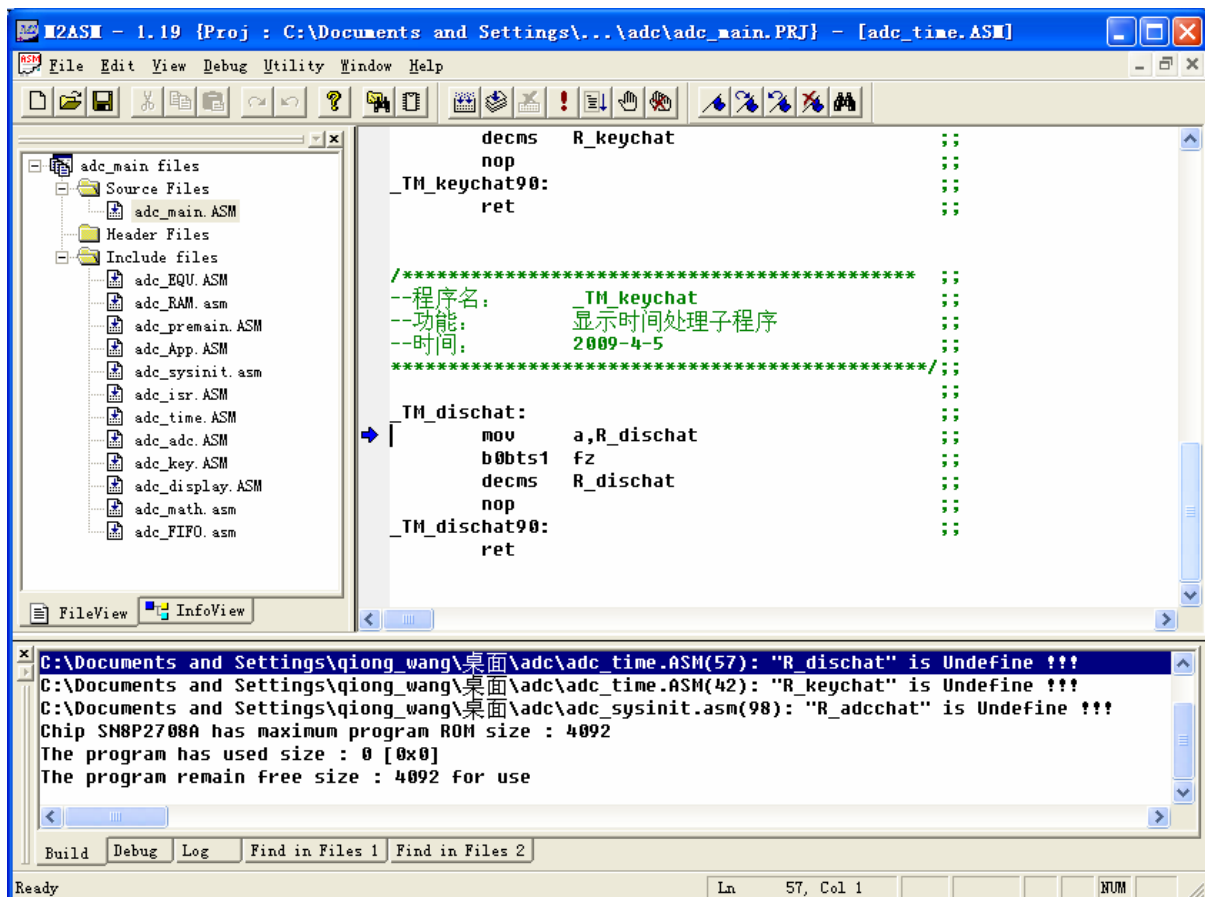 M2ASM - 1.19 {Proj : C:\Documents and Settings\...\adc\adc_main.PRJ} - [adc_time.ASM]
File Edit View Debug Utility Window Help
adc_main files
Source Files
adc_main.ASM
Header Files
Include files
adc_EQU.ASM
adc_RAM.asm
adc_premain.ASM
adc_App.ASM
adc_sysinit.asm
adc_isr.ASM
adc_time.ASM
adc_adc.ASM
adc_key.ASM
adc_display.ASM
adc_math.asm
adc_FIFO.asm
FileView InfoView
decms R_keychat ;;
nop ;;
_TM_keychat90: ;;
ret ;;
/********************************************* ;;
--程序名： _TM_keychat ;;
--功能： 显示时间处理子程序 ;;
--时间： 2009-4-5 ;;
***********************************************/;;
;;
_TM_dischat: ;;
mov a,R_dischat ;;
b0bts1 fz ;;
decms R_dischat ;;
nop ;;
_TM_dischat90: ;;
ret
C:\Documents and Settings\qiong_wang\桌面\adc\adc_time.ASM(57): "R_dischat" is Undefine !!!
C:\Documents and Settings\qiong_wang\桌面\adc\adc_time.ASM(42): "R_keychat" is Undefine !!!
C:\Documents and Settings\qiong_wang\桌面\adc\adc_sysinit.asm(98): "R_adcchat" is Undefine !!!
Chip SN8P2708A has maximum program ROM size : 4092
The program has used size : 0 [0x0]
The program remain free size : 4092 for use
Build Debug Log Find in Files 1 Find in Files 2
Ready Ln 57, Col 1 NUM